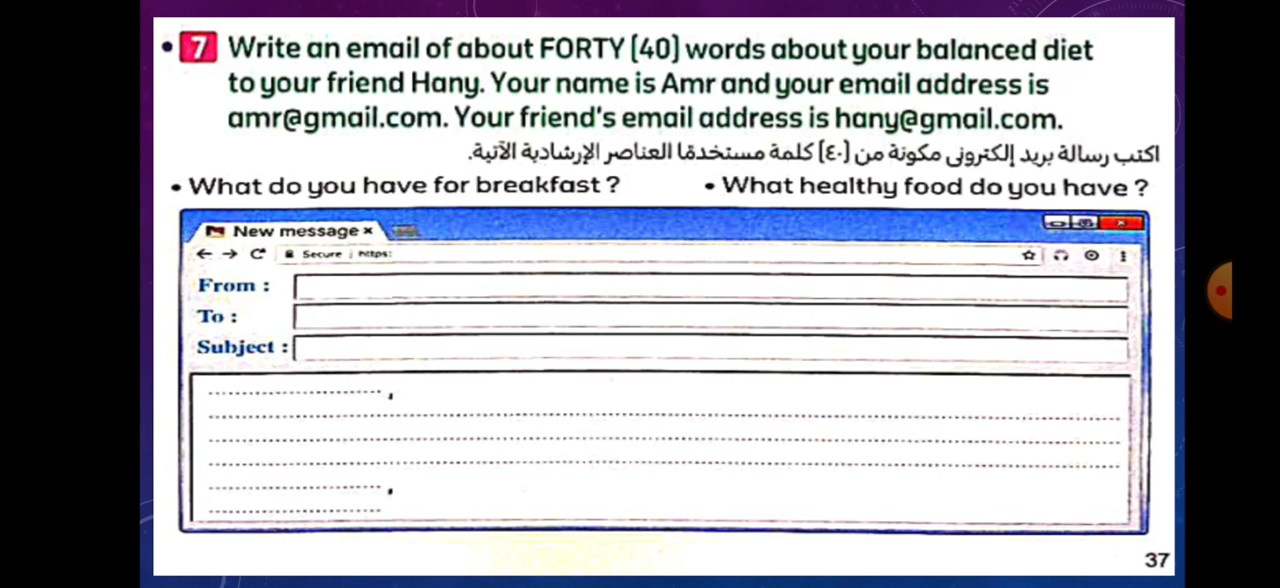 • 7 Write an email of about FORTY (40) words about your balanced diet
to your friend Hany. Your name is Amr and your email address is
amr@gmail.com. Your friend's email address is hany@gmail.com.
اكتب رسالة بريد إلكترونى مكونة من (٤٠) كلمة مستخدمًا العناصر الإرشادية الآتية.
• What do you have for breakfast ? • What healthy food do you have ?
New message ×
Secure | https:
From :
To :
Subject :
.............................. ,
..............................
..............................
..............................
.............................. ,
..............................
37